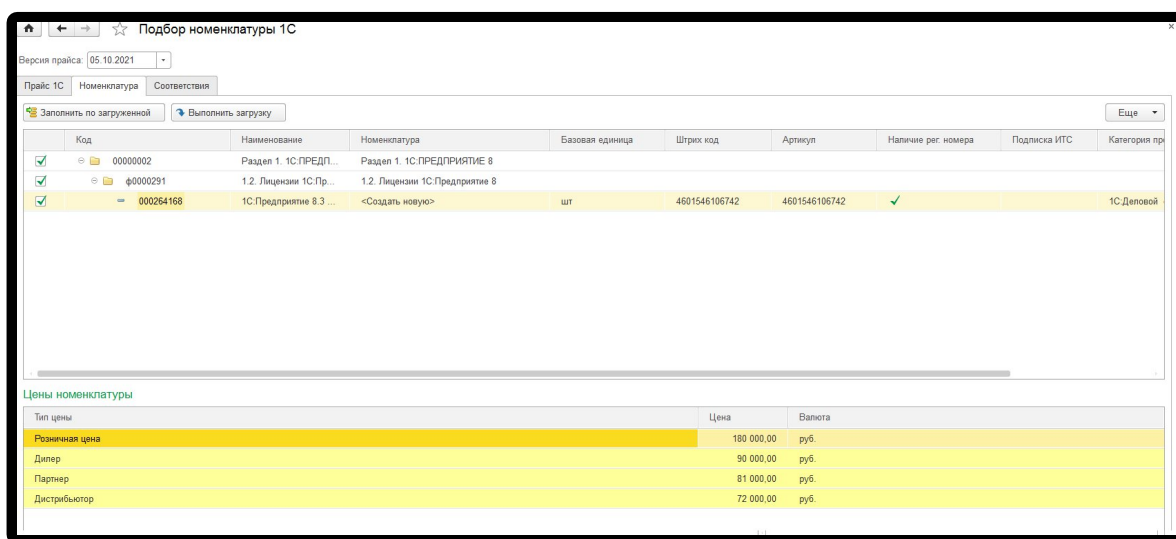 Подбор номенклатуры 1С
Версия прайса: 05.10.2021
Прайс 1С Номенклатура Соответствия
Заполнить по загруженной Выполнить загрузку Еще
Код Наименование Номенклатура Базовая единица Штрих код Артикул Наличие рег. номера Подписка ИТС Категория пр
00000002 Раздел 1. 1С:ПРЕДП... Раздел 1. 1С:ПРЕДПРИЯТИЕ 8
ф0000291 1.2. Лицензии 1С:Пр... 1.2. Лицензии 1С:Предприятие 8
000264168 1С:Предприятие 8.3 ... <Создать новую> шт 4601546106742 4601546106742 1С:Деловой
Цены номенклатуры
Тип цены Цена Валюта
Розничная цена 180 000,00 руб.
Дилер 90 000,00 руб.
Партнер 81 000,00 руб.
Дистрибьютор 72 000,00 руб.